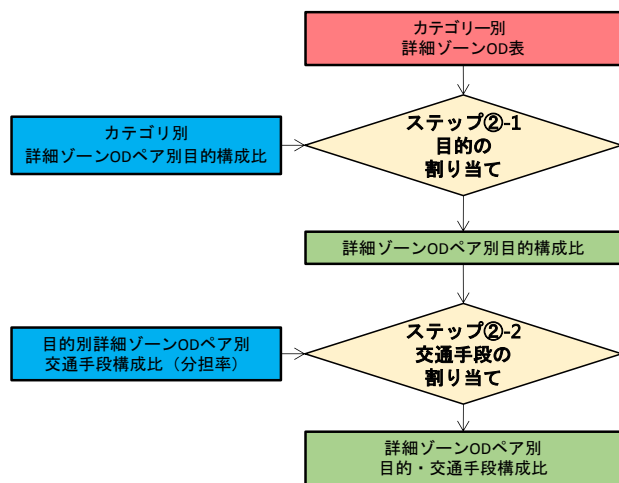 カテゴリー別
詳細ゾーンOD表
ステップ②-1
目的の
割り当て
カテゴリ別
詳細ゾーンODペア別目的構成比
詳細ゾーンODペア別目的構成比
ステップ②-2
交通手段の
割り当て
目的別詳細ゾーンODペア別
交通手段構成比（分担率）
詳細ゾーンODペア別
目的・交通手段構成比